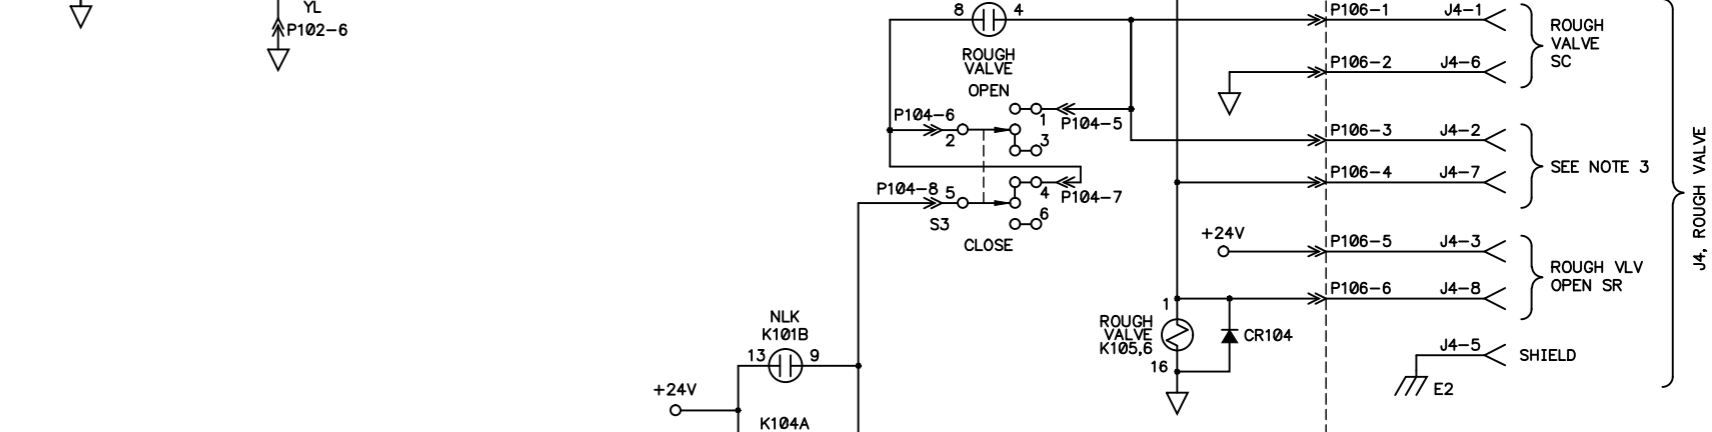 YL
P102-6
8
4
ROUGH
VALVE
OPEN
P104-6
2
1
3
P104-5
P104-8
5
S3
4
6
P104-7
CLOSE
NLK
K101B
13
9
+24V
K104A
P106-1
J4-1
P106-2
J4-6
ROUGH
VALVE
SC
P106-3
J4-2
P106-4
J4-7
SEE NOTE 3
+24V
P106-5
J4-3
P106-6
J4-8
ROUGH VLV
OPEN SR
1
ROUGH
VALVE
K105,6
16
CR104
J4-5
SHIELD
E2
J4, ROUGH VALVE